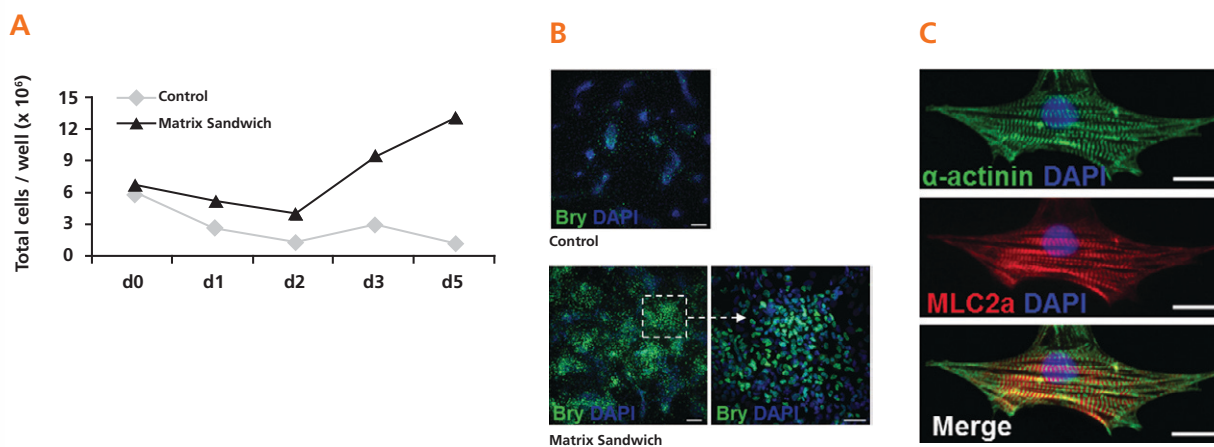 A
Total cells / well (x 10⁶)
15
12
9
6
3
0
Control
Matrix Sandwich
d0 d1 d2 d3 d5
B
Bry DAPI
Control
Bry DAPI
Bry DAPI
Matrix Sandwich
C
α-actinin DAPI
MLC2a DAPI
Merge